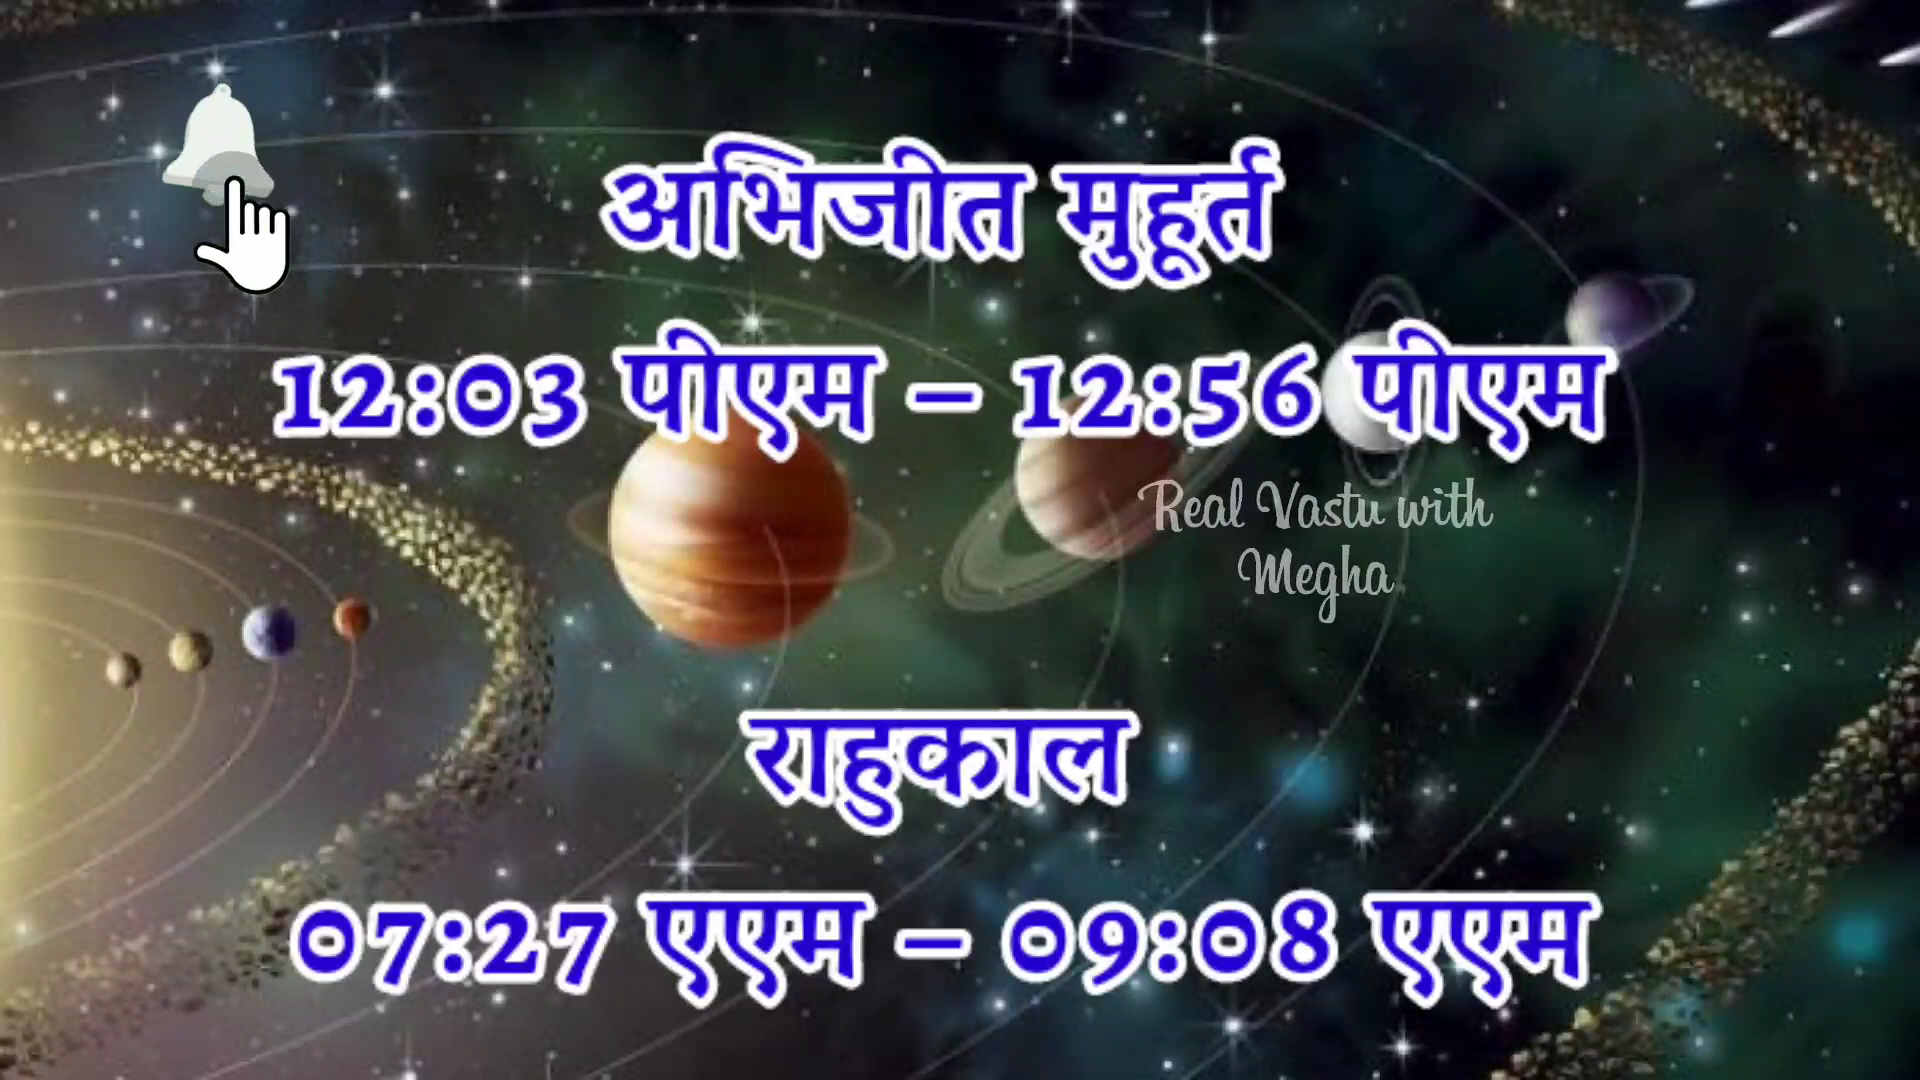 अभिजीत मुहूर्त
12:03 पीएम – 12:56 पीएम
Real Vastu with
Megha
राहुकाल
07:27 एएम – 09:08 एएम